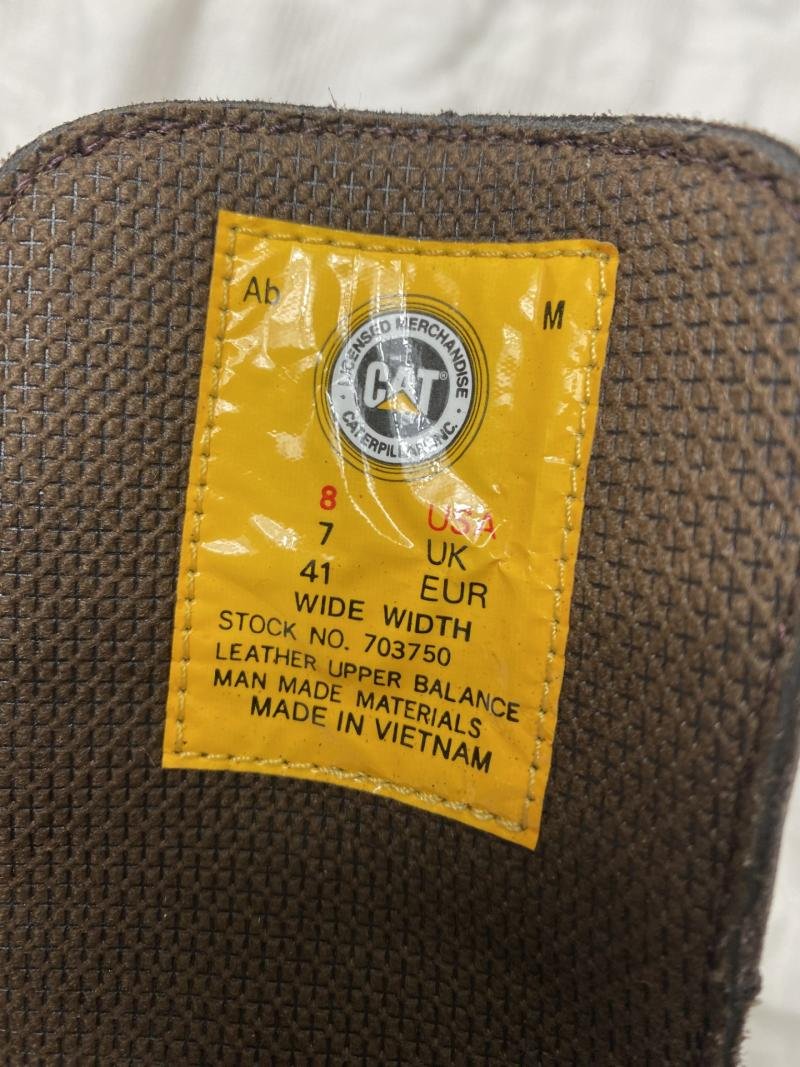 Ab
M
LICENSED MERCHANDISE
CAT®
CATERPILLAR INC.
8 USA
7 UK
41 EUR
WIDE WIDTH
STOCK NO. 703750
LEATHER UPPER BALANCE
MAN MADE MATERIALS
MADE IN VIETNAM